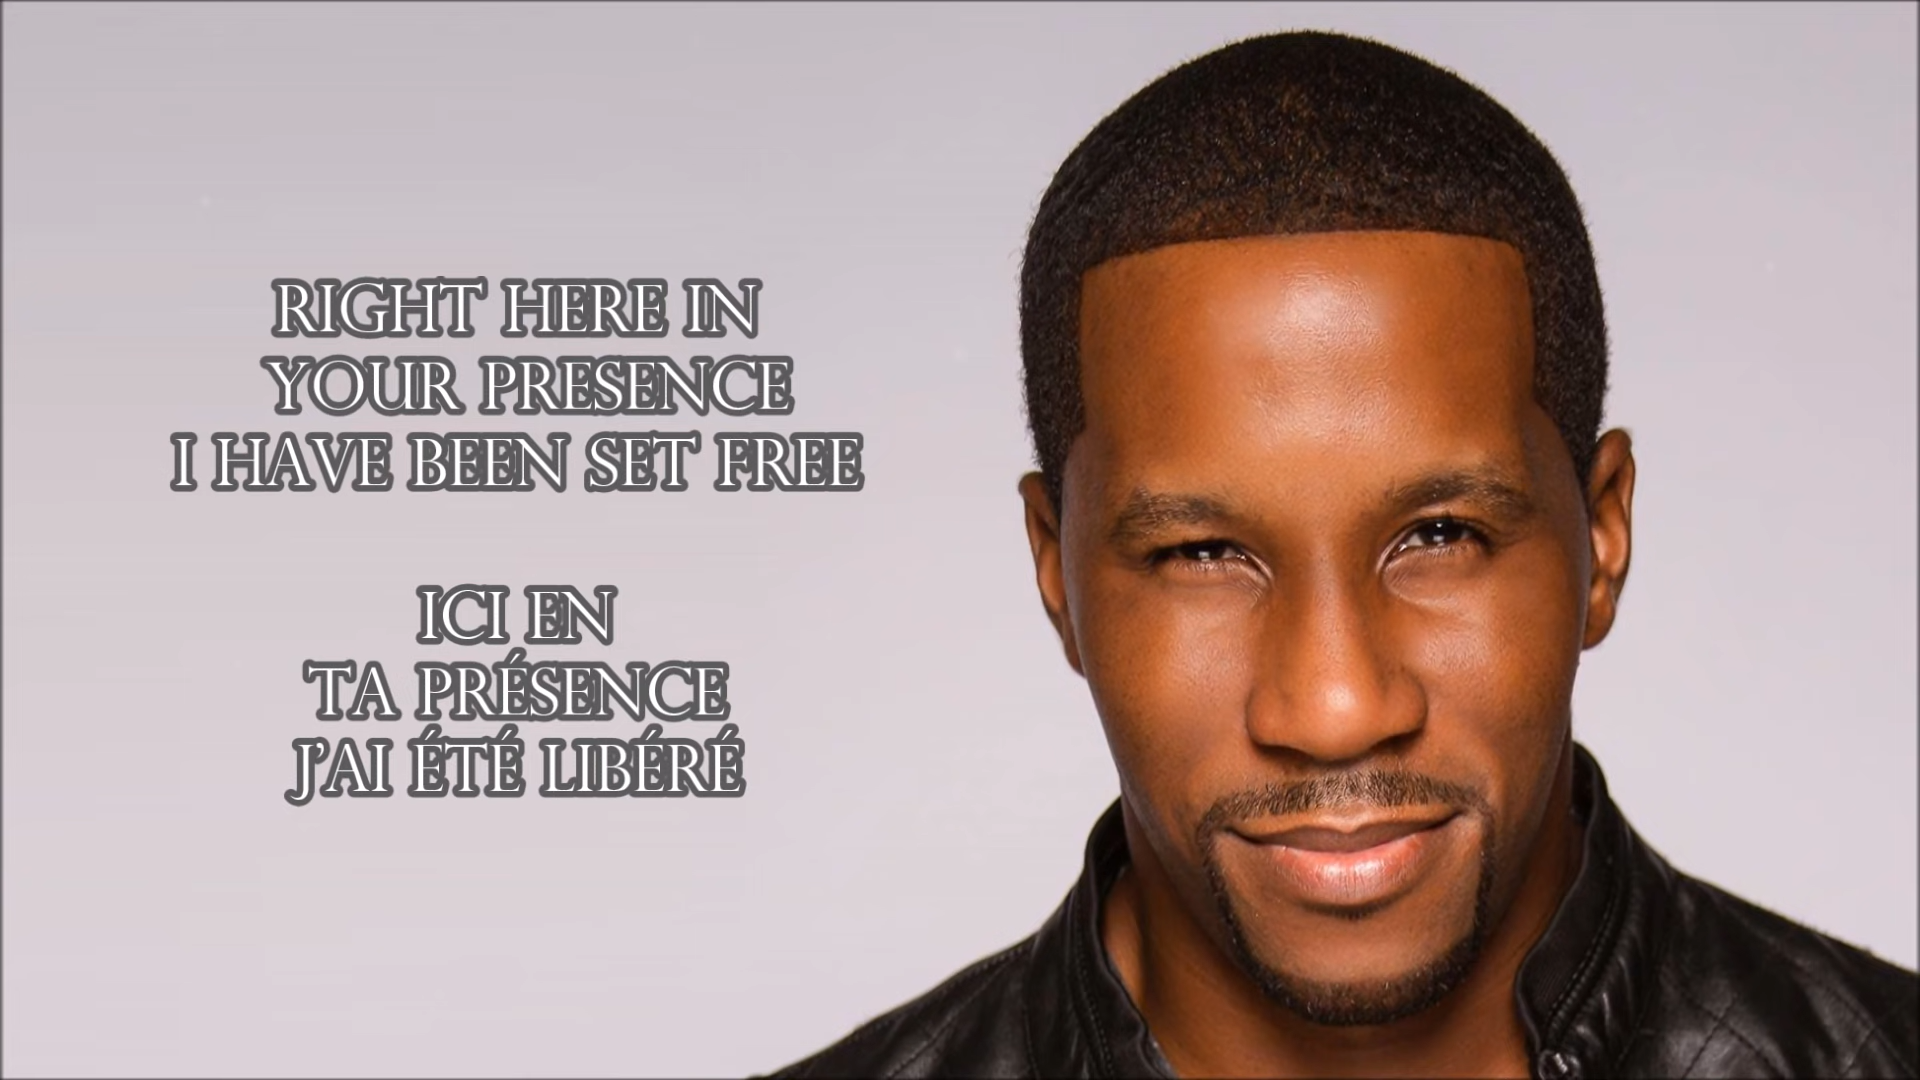 RIGHT HERE IN
YOUR PRESENCE
I HAVE BEEN SET FREE
ICI EN
TA PRÉSENCE
J'AI ÉTÉ LIBÉRÉ